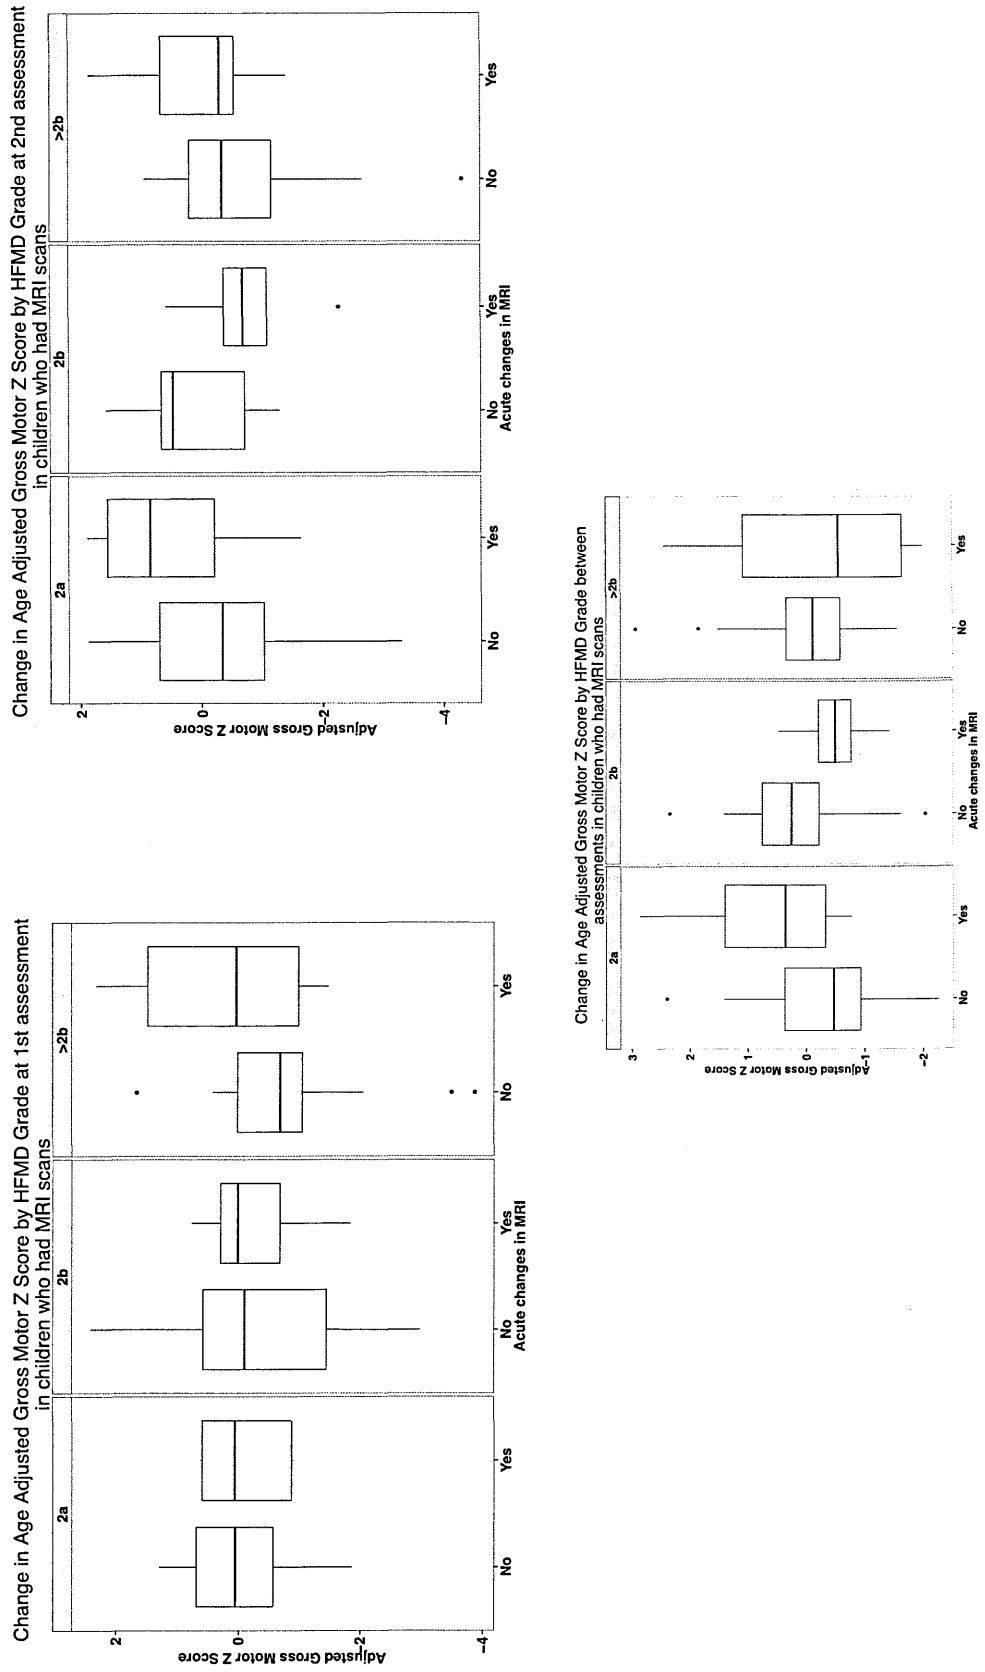 Change in Age Adjusted Gross Motor Z Score by HFMD Grade at 1st assessment
in children who had MRI scans
2a
2b
>2b
2
0
-2
-4
Adjusted Gross Motor Z Score
No
Yes
No
Yes
No
Yes
Acute changes in MRI
Change in Age Adjusted Gross Motor Z Score by HFMD Grade at 2nd assessment
in children who had MRI scans
2a
2b
>2b
2
0
-2
-4
Adjusted Gross Motor Z Score
No
Yes
No
Yes
No
Yes
Acute changes in MRI
Change in Age Adjusted Gross Motor Z Score by HFMD Grade between
assessments in children who had MRI scans
2a
2b
>2b
3
2
1
0
-1
-2
Adjusted Gross Motor Z Score
No
Yes
No
Yes
No
Yes
Acute changes in MRI